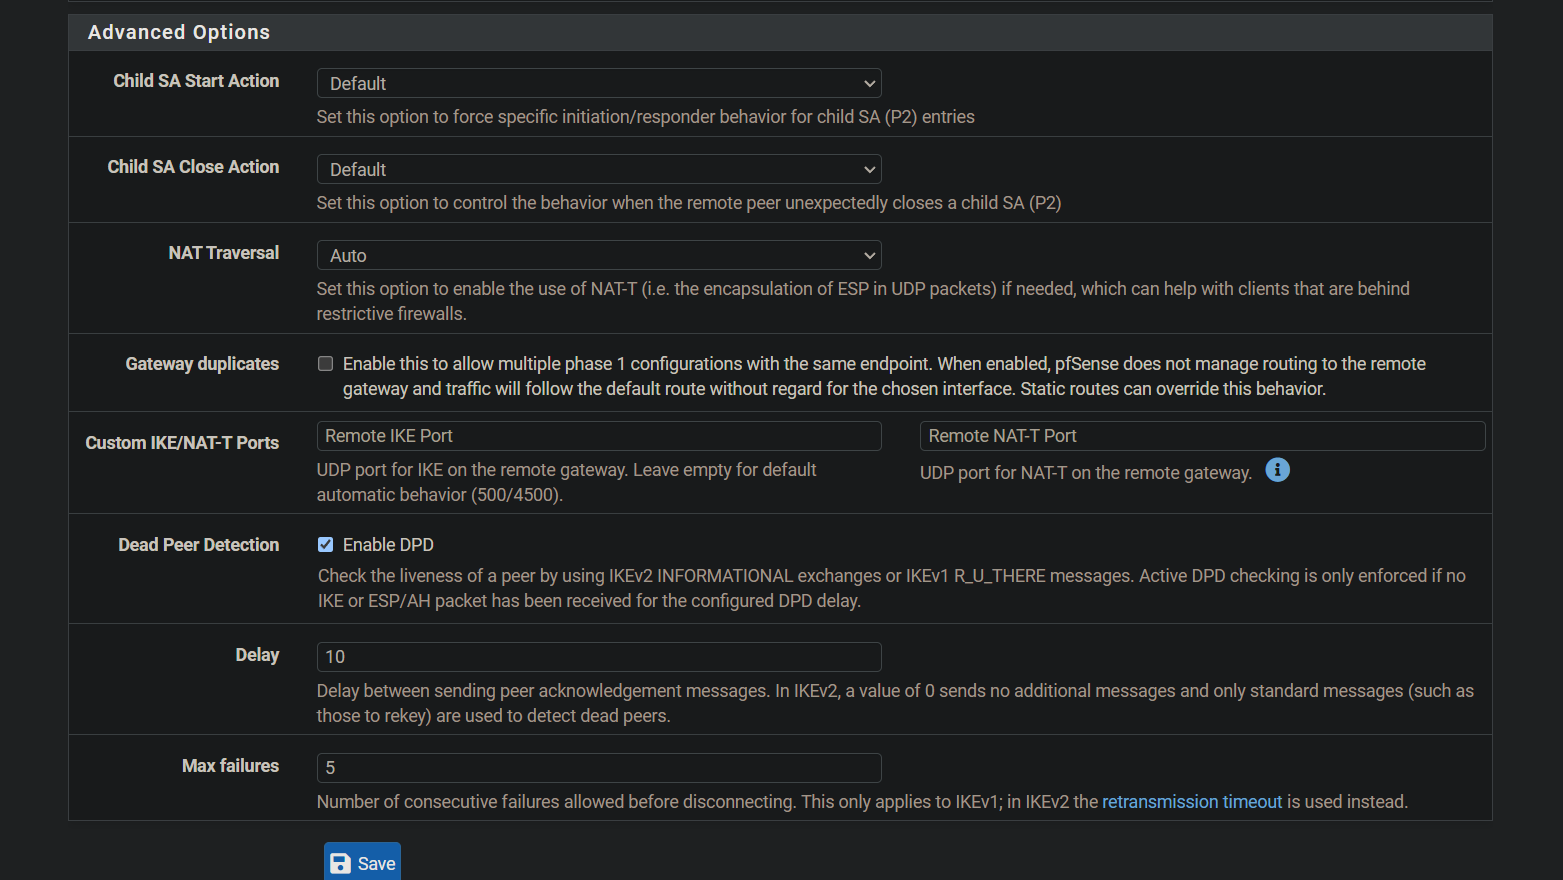 Advanced Options
Child SA Start Action
Default
Set this option to force specific initiation/responder behavior for child SA (P2) entries
Child SA Close Action
Default
Set this option to control the behavior when the remote peer unexpectedly closes a child SA (P2)
NAT Traversal
Auto
Set this option to enable the use of NAT-T (i.e. the encapsulation of ESP in UDP packets) if needed, which can help with clients that are behind
restrictive firewalls.
Gateway duplicates
Enable this to allow multiple phase 1 configurations with the same endpoint. When enabled, pfSense does not manage routing to the remote
gateway and traffic will follow the default route without regard for the chosen interface. Static routes can override this behavior.
Custom IKE/NAT-T Ports
Remote IKE Port
UDP port for IKE on the remote gateway. Leave empty for default
automatic behavior (500/4500).
Remote NAT-T Port
UDP port for NAT-T on the remote gateway.
Dead Peer Detection
Enable DPD
Check the liveness of a peer by using IKEv2 INFORMATIONAL exchanges or IKEv1 R_U_THERE messages. Active DPD checking is only enforced if no
IKE or ESP/AH packet has been received for the configured DPD delay.
Delay
10
Delay between sending peer acknowledgement messages. In IKEv2, a value of 0 sends no additional messages and only standard messages (such as
those to rekey) are used to detect dead peers.
Max failures
5
Number of consecutive failures allowed before disconnecting. This only applies to IKEv1; in IKEv2 the retransmission timeout is used instead.
Save